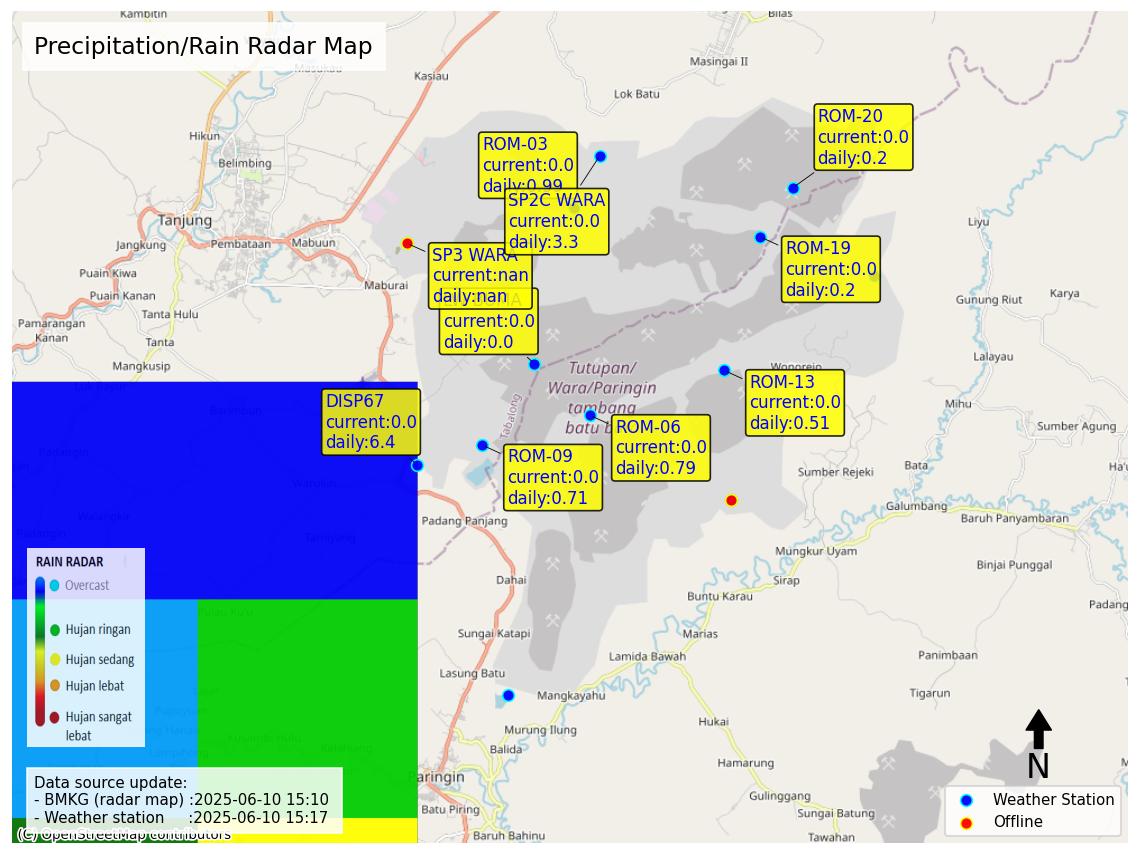 Precipitation/Rain Radar Map
Kambitin
Bilas
Masukau
Kasiau
Masingai II
Lok Batu
Hikun
Belimbing
ROM-20
current:0.0
daily:0.2
ROM-03
current:0.0
daily:0.99
SP2C WARA
current:0.0
daily:3.3
Tanjung
Jangkung
Pembataan
Mabuun
Liyu
ROM-19
current:0.0
daily:0.2
SP3 WARA
current:nan
daily:nan
current:0.0
daily:0.0
Puain Kiwa
Maburai
Puain Kanan
Gunung Riut
Karya
Tanta Hulu
Pamarangan
Kanan
Tanta
Mangkusip
Lalayau
Tutupan/
Wara/Paringin
tambang
batu b
Wonorejo
Tabalong
ROM-13
current:0.0
daily:0.51
DISP67
current:0.0
daily:6.4
Barimbun
Mihu
Sumber Agung
ROM-06
current:0.0
daily:0.79
ROM-09
current:0.0
daily:0.71
Padangin
Warukin
Sumber Rejeki
Bata
Ha'u
Galumbang
Baruh Panyambaran
Walangkir
Padang Panjang
Padangin
Tamiyang
Mungkur Uyam
Binjai Punggal
Dahai
Sirap
Buntu Karau
Padang
RAIN RADAR
Overcast
Hujan ringan
Hujan sedang
Hujan lebat
Hujan sangat
lebat
Pulau Ku'u
Sungai Katapi
Marias
Lamida Bawah
Panimbaan
Lasung Batu
Mangkayahu
Tigarun
Murung Ilung
Hukai
Balida
Hamarung
Paringin
Gulinggang
Batu Piring
Sungai Batung
Baruh Bahinu
Tawahan
N
Data source update:
- BMKG (radar map) :2025-06-10 15:10
- Weather station :2025-06-10 15:17
(C) OpenStreetMap contributors
Weather Station
Offline